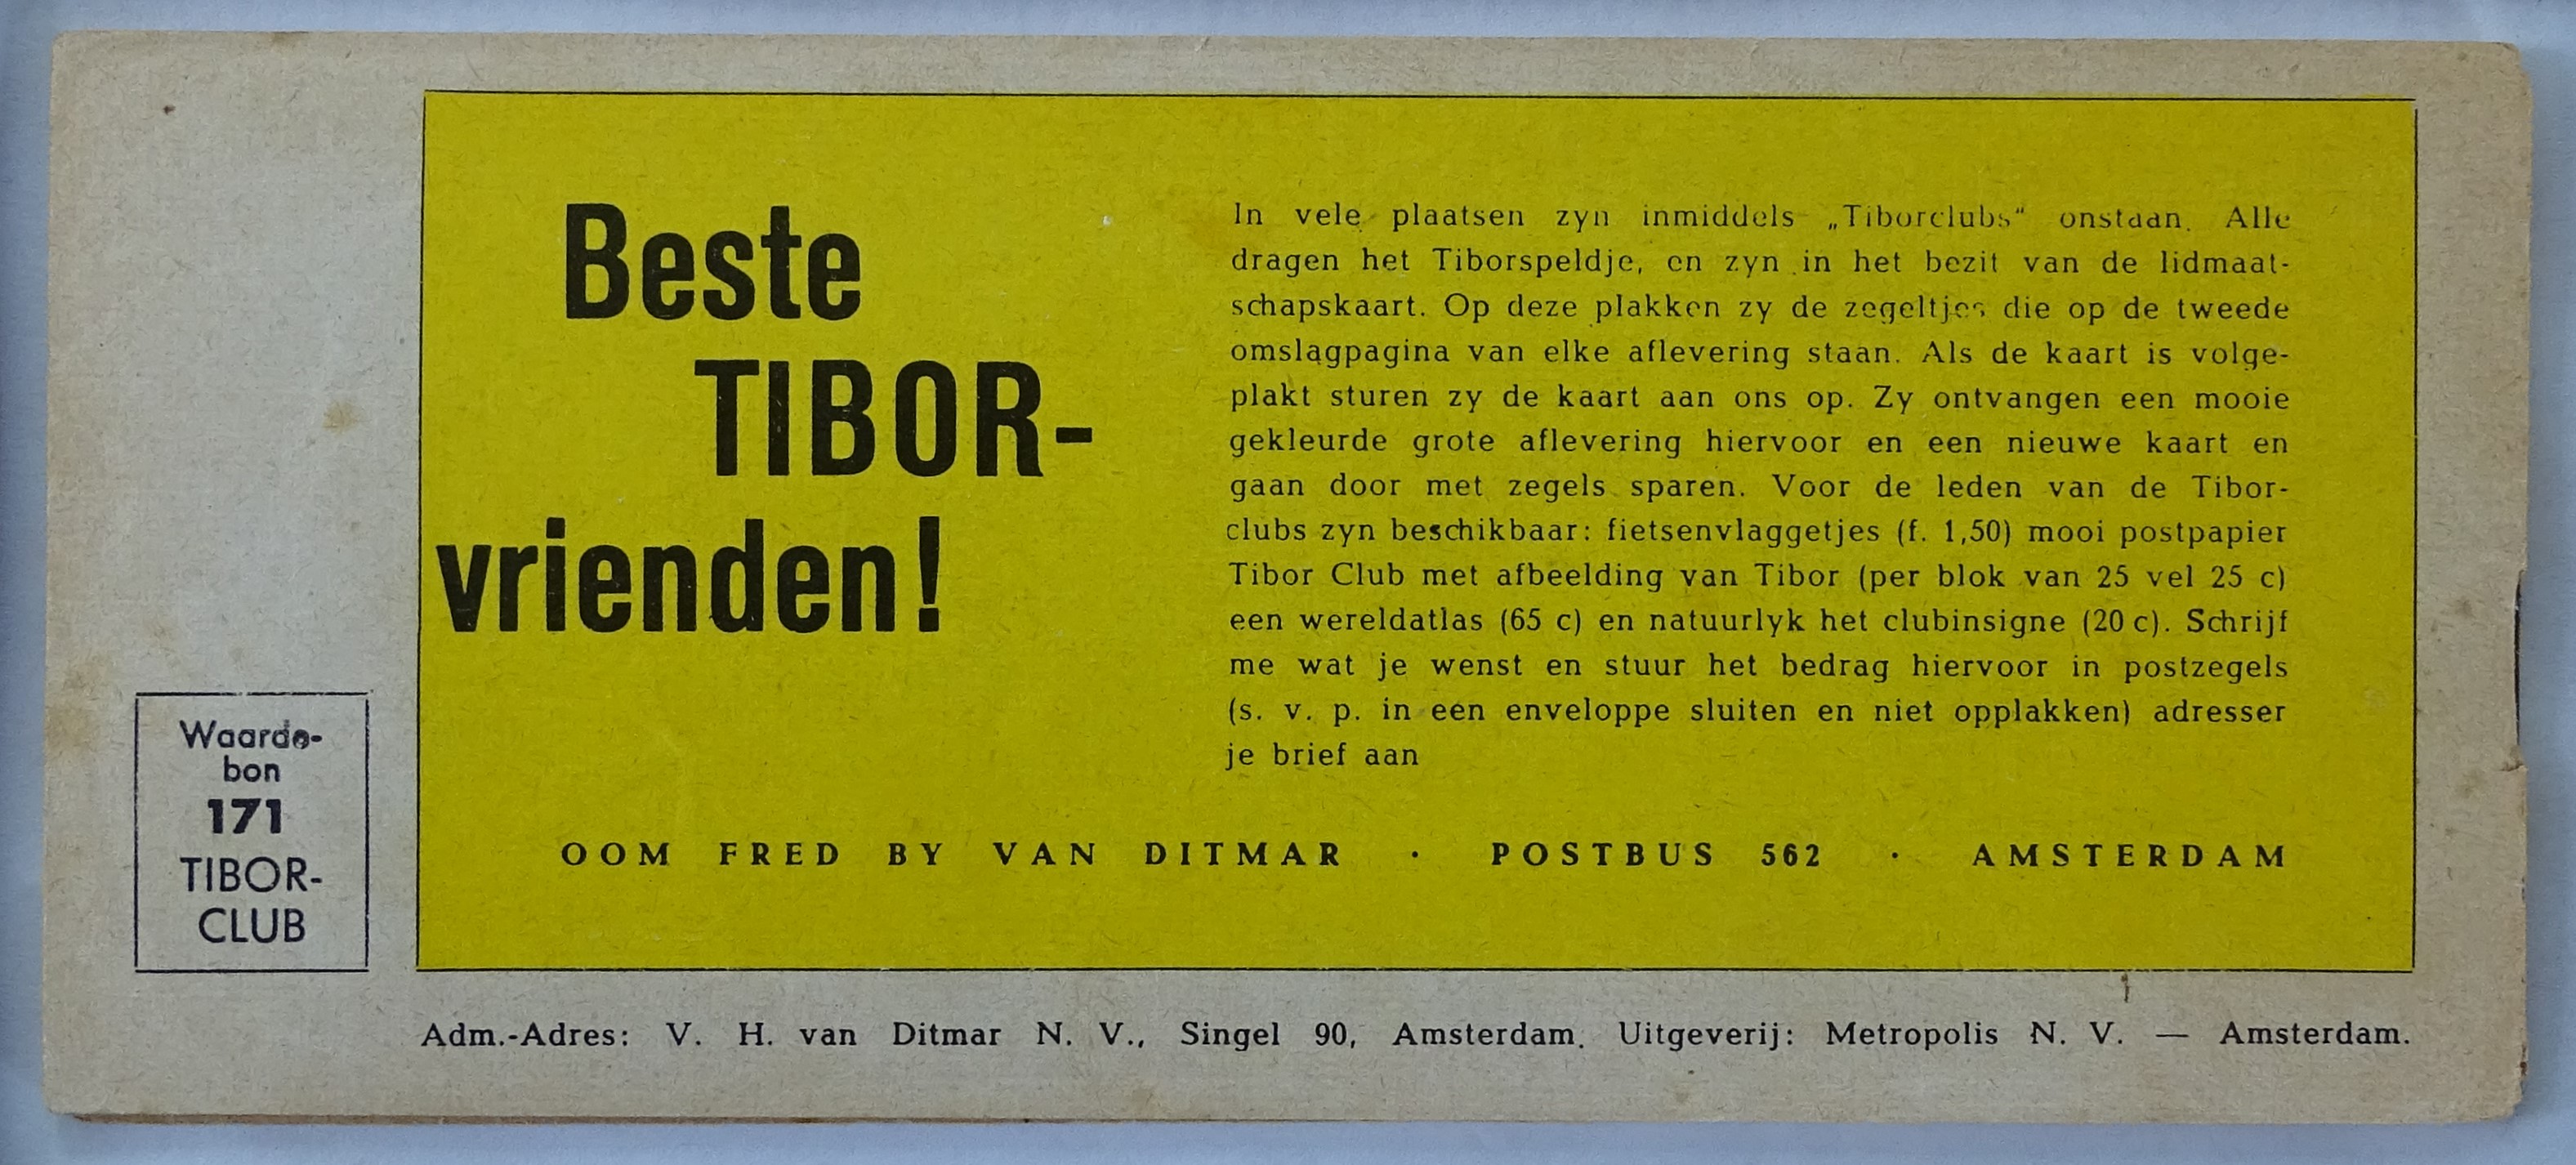 Beste
TIBOR-
vrienden!
In vele plaatsen zyn inmiddels „Tiborclubs“ onstaan. Alle
dragen het Tiborspeldje, en zyn in het bezit van de lidmaat-
schapskaart. Op deze plakken zy de zegeltjes die op de tweede
omslagpagina van elke aflevering staan. Als de kaart is volge-
plakt sturen zy de kaart aan ons op. Zy ontvangen een mooie
gekleurde grote aflevering hiervoor en een nieuwe kaart en
gaan door met zegels sparen. Voor de leden van de Tibor-
clubs zyn beschikbaar: fietsenvlaggetjes (f. 1,50) mooi postpapier
Tibor Club met afbeelding van Tibor (per blok van 25 vel 25 c)
een wereldatlas (65 c) en natuurlyk het clubinsigne (20 c). Schrijf
me wat je wenst en stuur het bedrag hiervoor in postzegels
(s. v. p. in een enveloppe sluiten en niet opplakken) adresser
je brief aan
OOM FRED BY VAN DITMAR · POSTBUS 562 · AMSTERDAM
Waarde-
bon
171
TIBOR-
CLUB
Adm.-Adres: V. H. van Ditmar N. V., Singel 90, Amsterdam. Uitgeverij: Metropolis N. V. — Amsterdam.